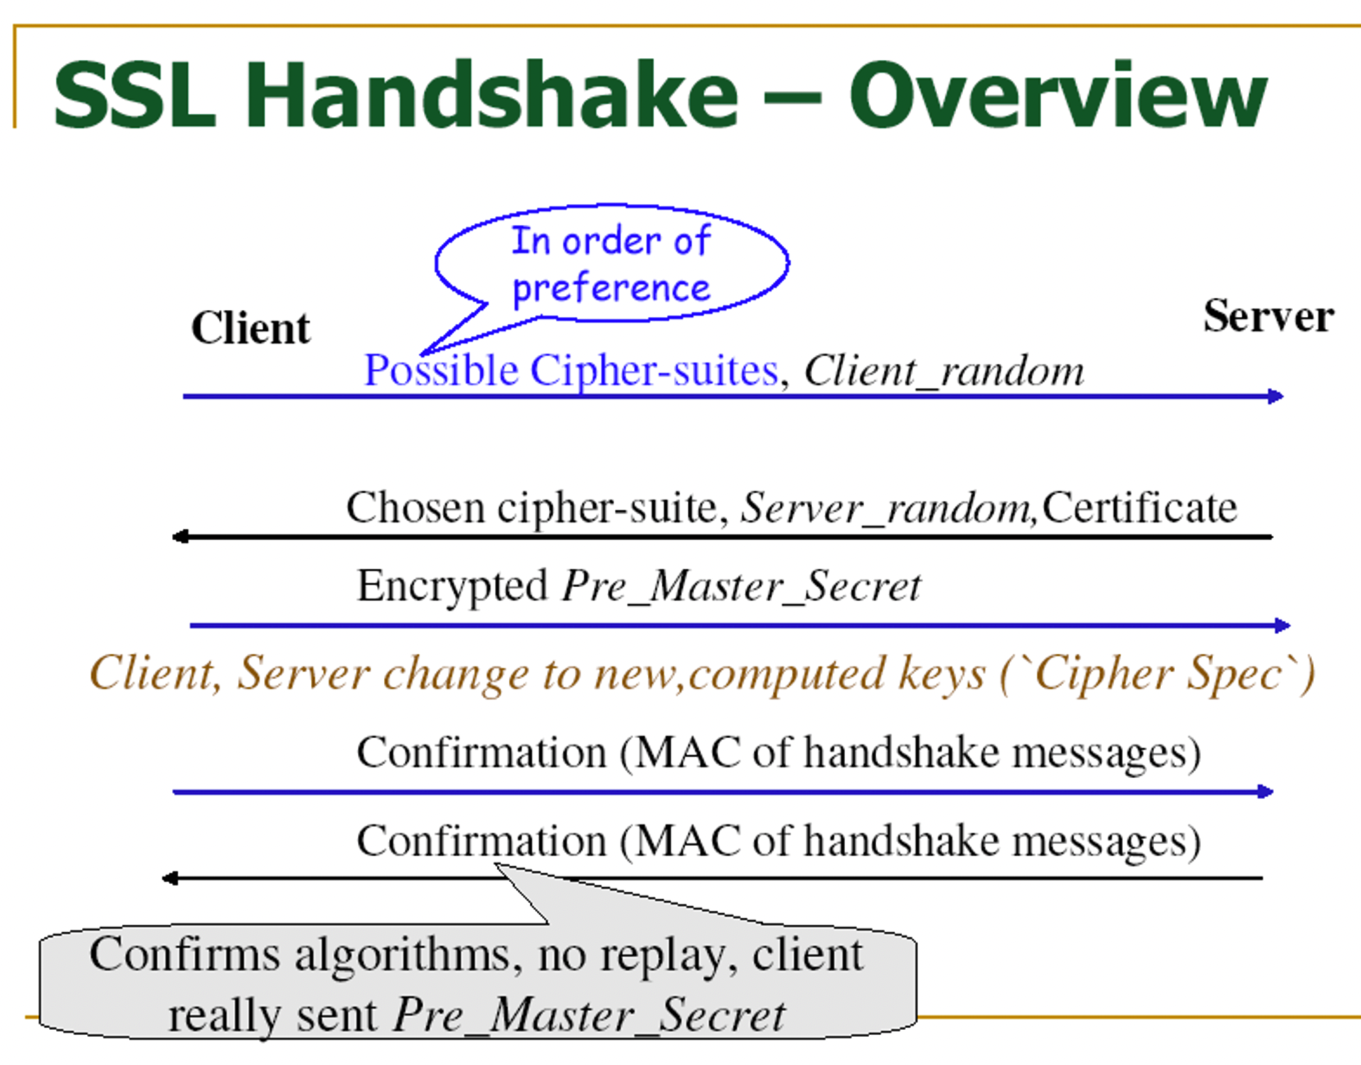 SSL Handshake – Overview
In order of
preference
Client
Server
Possible Cipher-suites, Client_random
Chosen cipher-suite, Server_random,Certificate
Encrypted Pre_Master_Secret
Client, Server change to new,computed keys (`Cipher Spec`)
Confirmation (MAC of handshake messages)
Confirmation (MAC of handshake messages)
Confirms algorithms, no replay, client
really sent Pre_Master_Secret